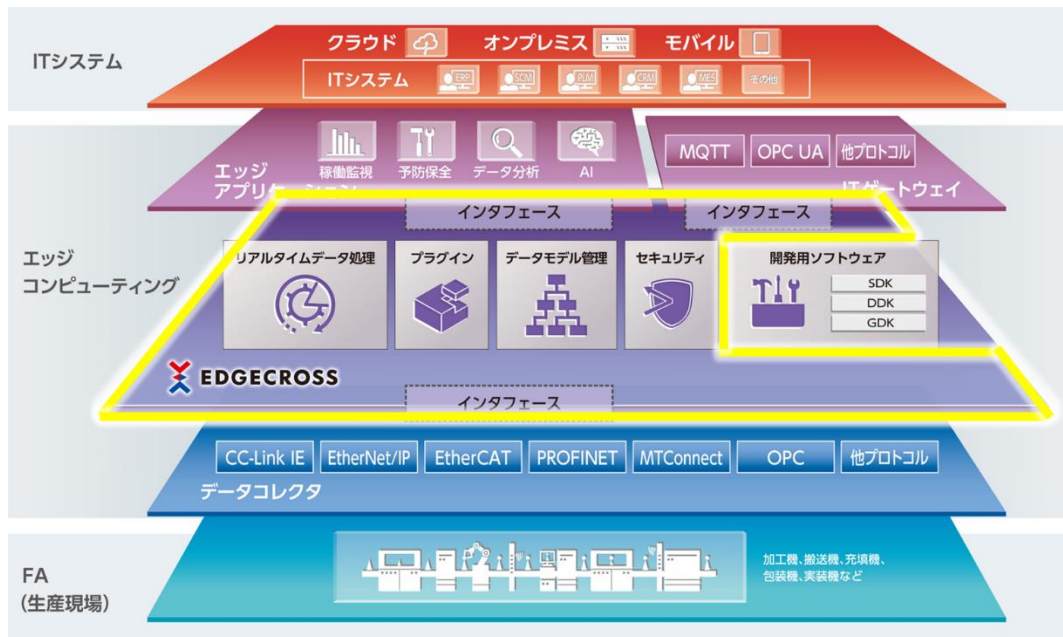 ITシステム
クラウド
オンプレミス
モバイル
ITシステム
ERP
SCM
PLM
CRM
MES
その他
エッジ
コンピューティング
エッジ
アプリケーション
稼働監視
予防保全
データ分析
AI
MQTT
OPC UA
他プロトコル
ITゲートウェイ
インタフェース
インタフェース
リアルタイムデータ処理
プラグイン
データモデル管理
セキュリティ
開発用ソフトウェア
SDK
DDK
GDK
EDGECROSS
インタフェース
CC-Link IE
EtherNet/IP
EtherCAT
PROFINET
MTConnect
OPC
他プロトコル
データコレクタ
FA
(生産現場)
加工機、搬送機、充填機、
包装機、実装機など